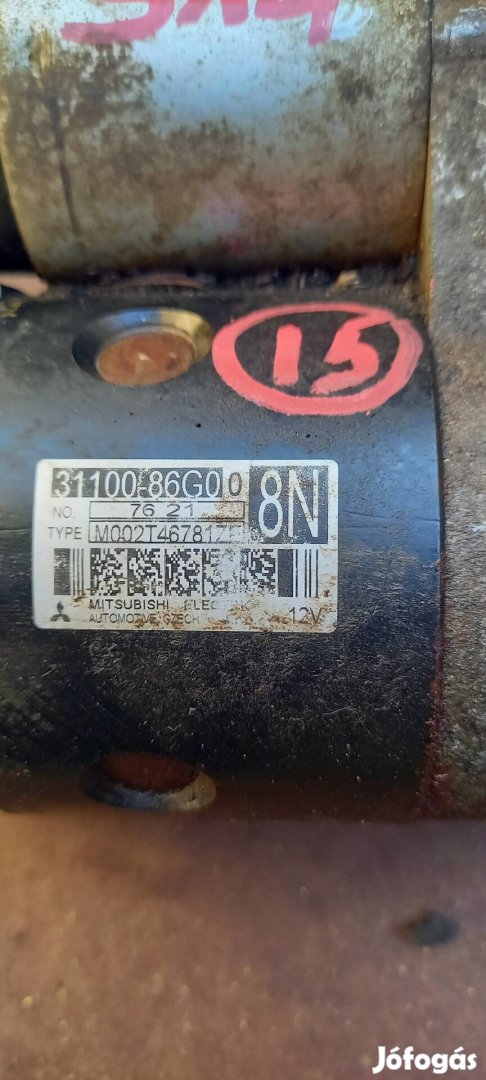 15
31100-86G00
8N
NO. 76 21
TYPE M002T46781
MITSUBISHI
AUTOMOTIVE CZECH
12V
Jófogás